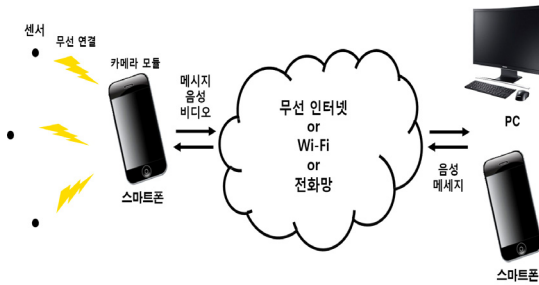 센서
무선 연결
카메라 모듈
스마트폰
메시지
음성
비디오
무선 인터넷
or
Wi-Fi
or
전화망
음성
메세지
PC
스마트폰